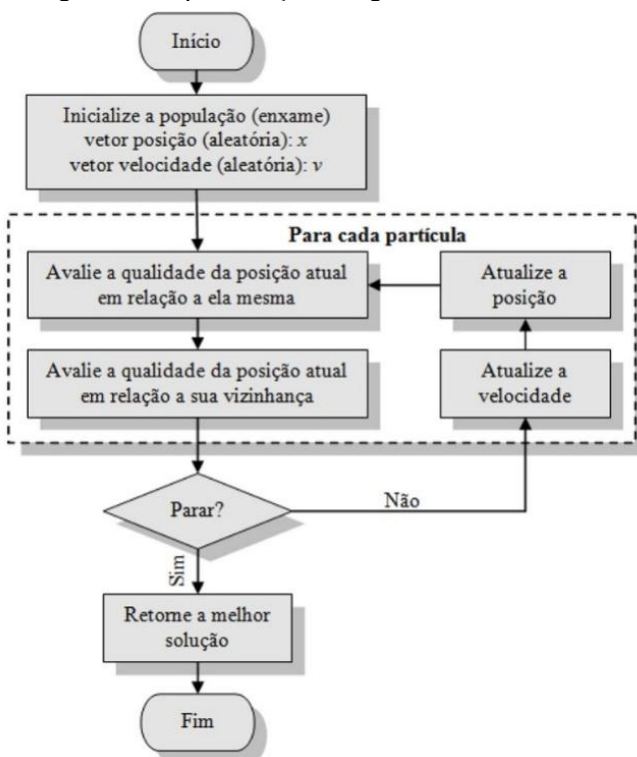 Início
Inicialize a população (enxame)
vetor posição (aleatória): x
vetor velocidade (aleatória): v
Para cada partícula
Avalie a qualidade da posição atual
em relação a ela mesma
Atualize a
posição
Avalie a qualidade da posição atual
em relação a sua vizinhança
Atualize a
velocidade
Parar?
Não
Sim
Retorne a melhor
solução
Fim